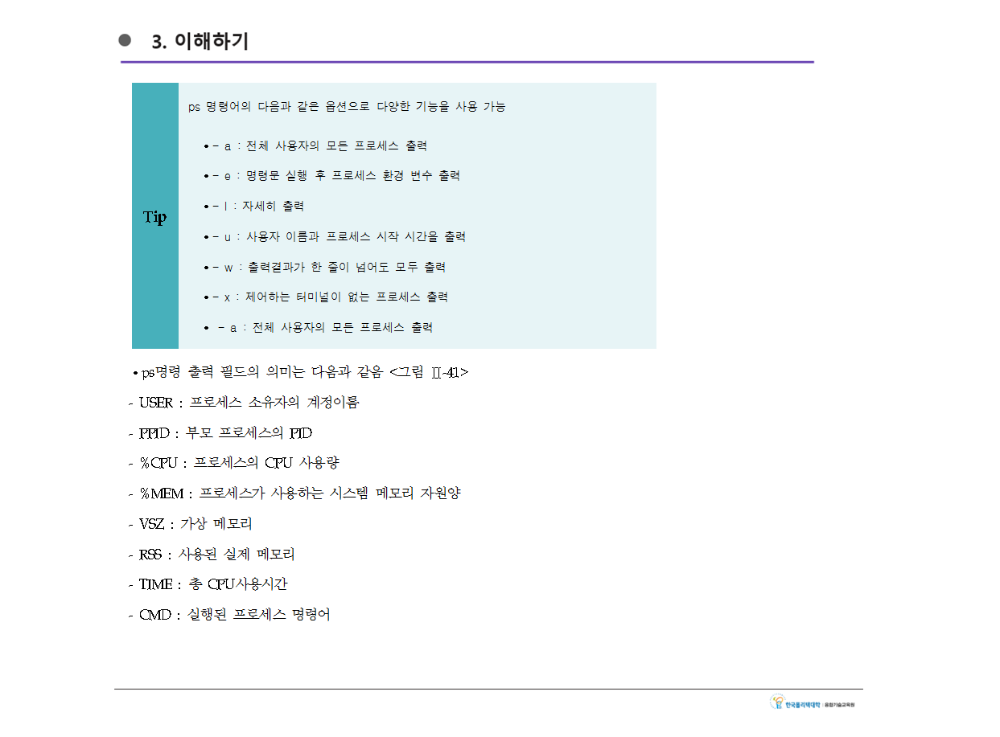 ● 3. 이해하기
Tip
ps 명령어의 다음과 같은 옵션으로 다양한 기능을 사용 가능
• - a : 전체 사용자의 모든 프로세스 출력
• - e : 명령문 실행 후 프로세스 환경 변수 출력
• - l : 자세히 출력
• - u : 사용자 이름과 프로세스 시작 시간을 출력
• - w : 출력결과가 한 줄이 넘어도 모두 출력
• - x : 제어하는 터미널이 없는 프로세스 출력
• - a : 전체 사용자의 모든 프로세스 출력
• ps명령 출력 필드의 의미는 다음과 같음 <그림 Ⅱ-41>
- USER : 프로세스 소유자의 계정이름
- PPID : 부모 프로세스의 PID
- %CPU : 프로세스의 CPU 사용량
- %MEM : 프로세스가 사용하는 시스템 메모리 자원양
- VSZ : 가상 메모리
- RSS : 사용된 실제 메모리
- TIME : 총 CPU사용시간
- CMD : 실행된 프로세스 명령어
한국폴리텍대학 | 융합기술교육원